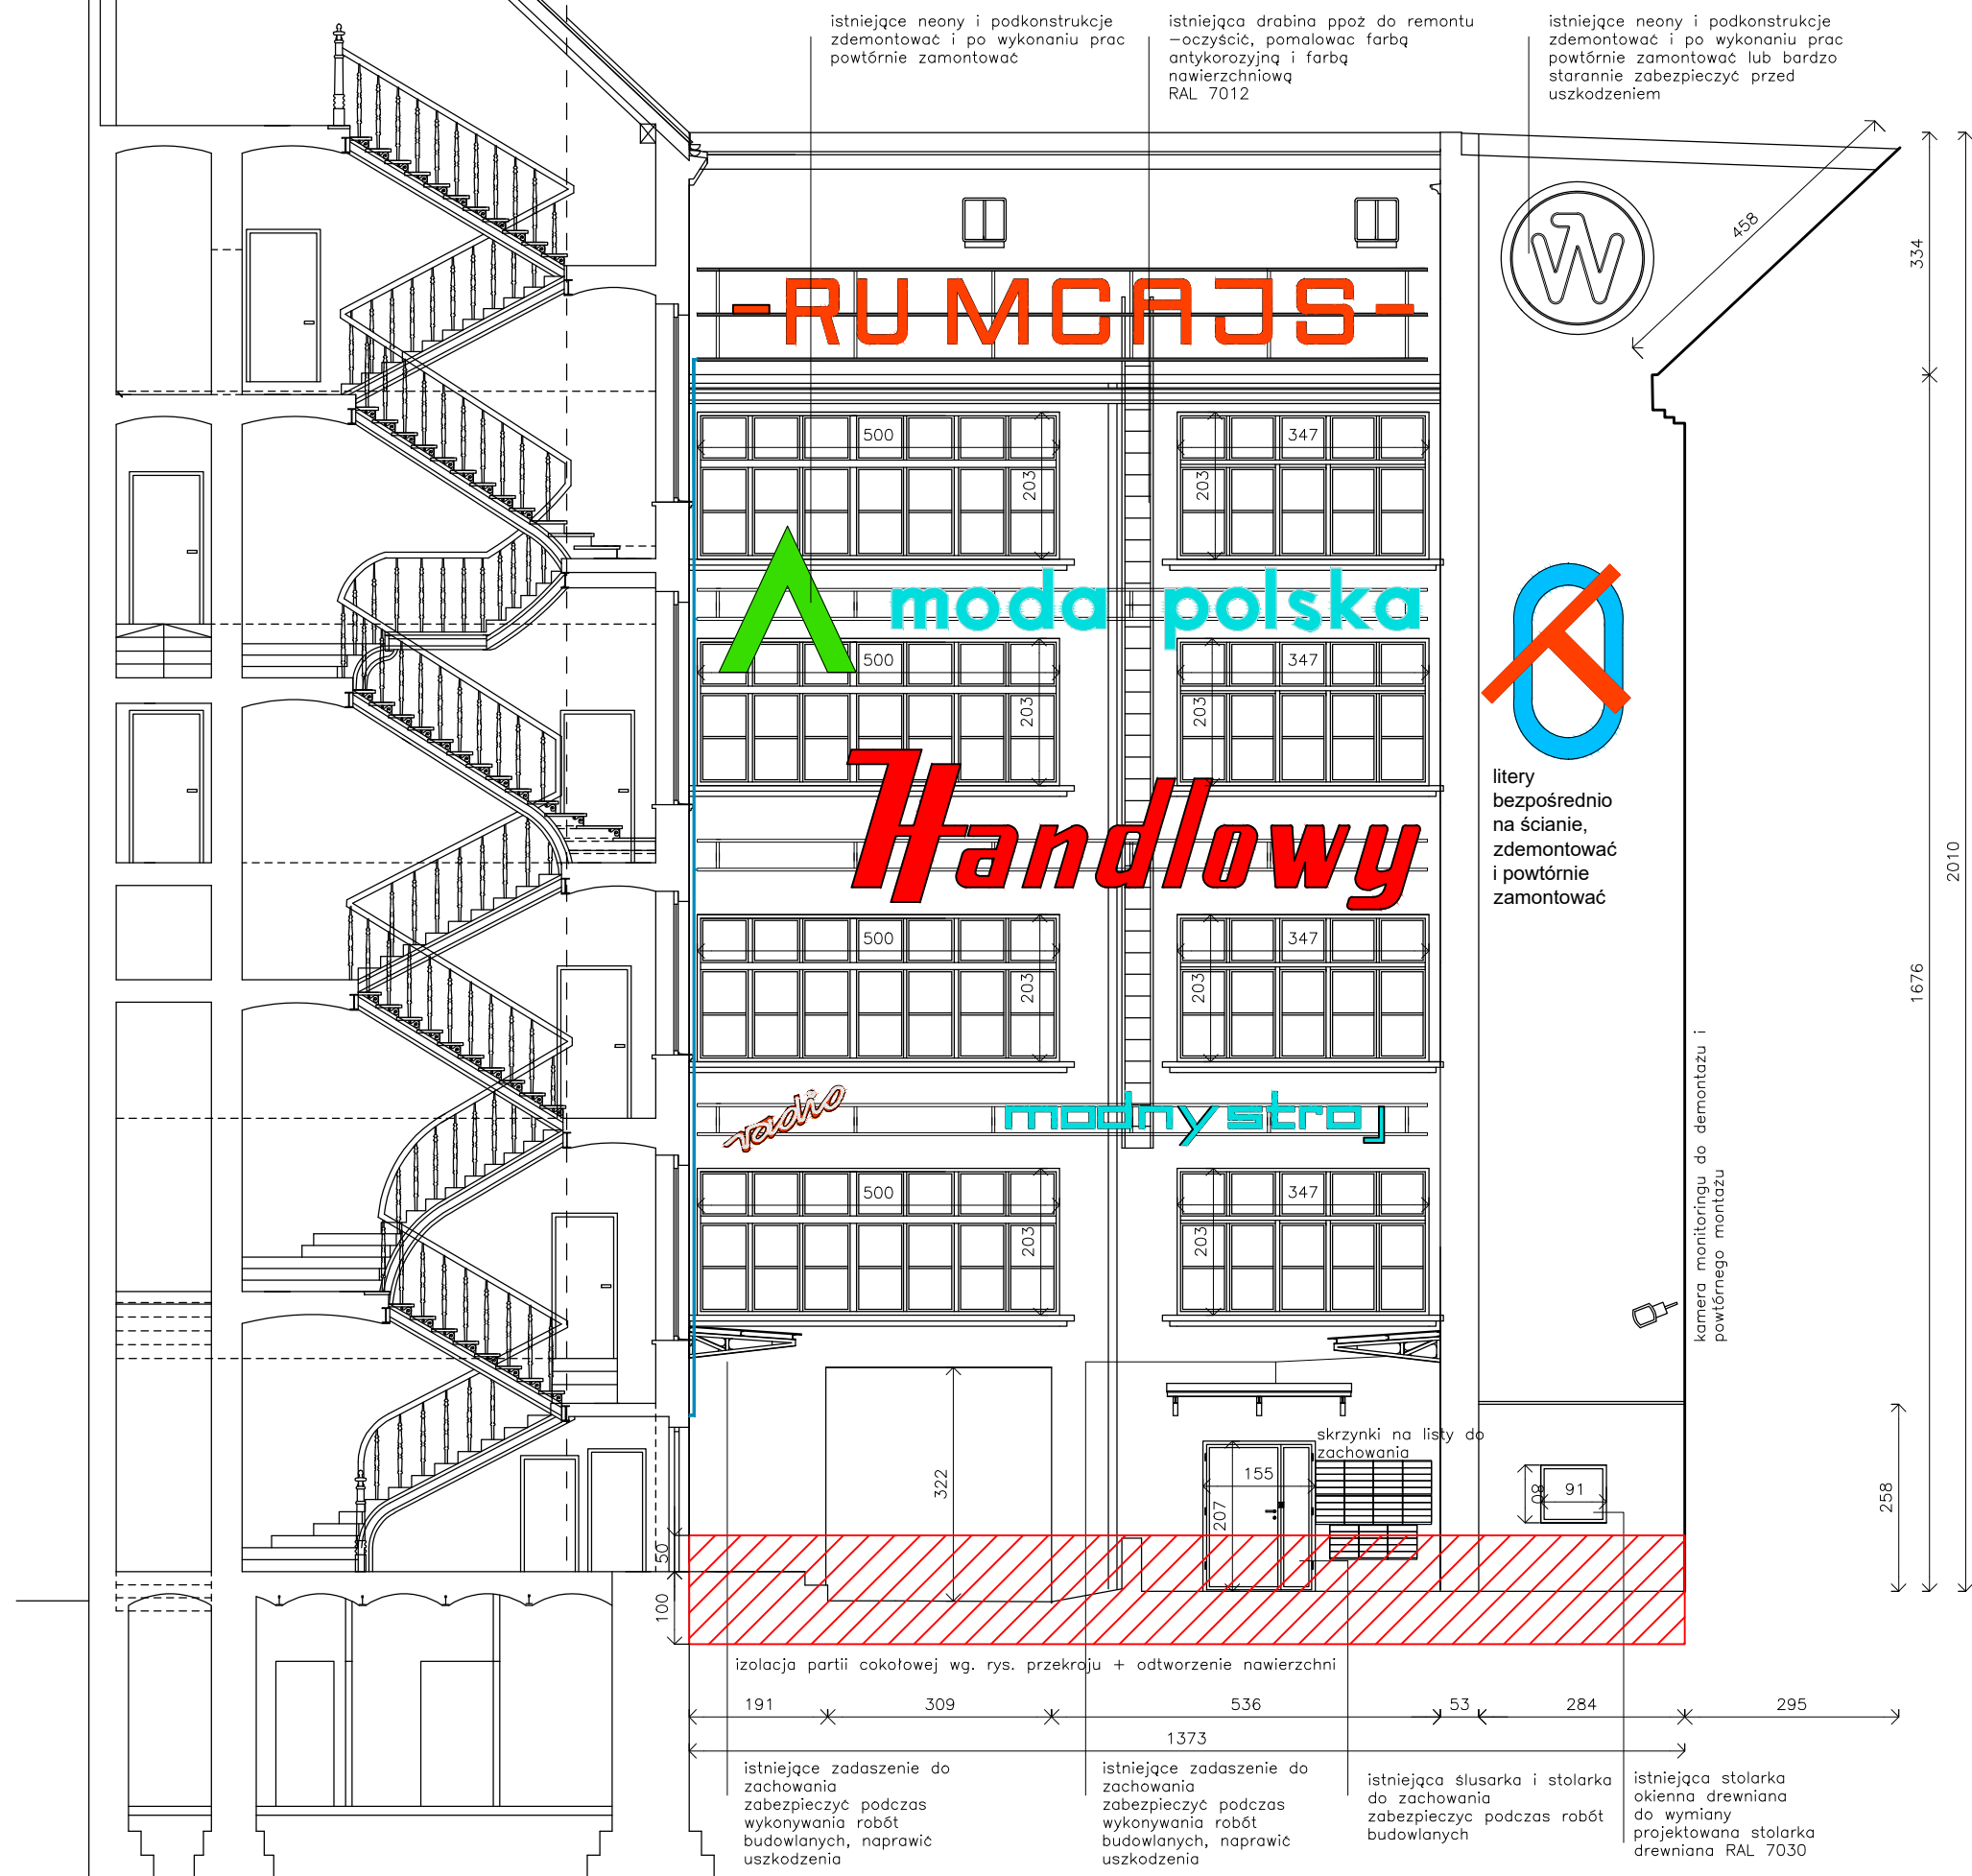 istniejące neony i podkonstrukcje
zdemontować i po wykonaniu prac
powtórnie zamontować
istniejąca drabina ppoż do remontu
–oczyścić, pomalowac farbą
antykorozyjną i farbą
nawierzchniową
RAL 7012
istniejące neony i podkonstrukcje
zdemontować i po wykonaniu prac
powtórnie zamontować lub bardzo
starannie zabezpieczyć przed
uszkodzeniem
458
334
W
-RUMCAJS-
500
347
203
203
moda polska
500
347
203
203
Handlowy
litery
bezpośrednio
na ścianie,
zdemontować
i powtórnie
zamontować
2010
1676
500
347
203
203
radio
modny stroj
kamera monitoringu do demontażu i
powtórnego montażu
500
347
203
203
skrzynki na listy do
zachowania
322
155
207
80
91
258
50
100
izolacja partii cokołowej wg. rys. przekroju + odtworzenie nawierzchni
191
309
536
53
284
295
1373
istniejące zadaszenie do
zachowania
zabezpieczyć podczas
wykonywania robót
budowlanych, naprawić
uszkodzenia
istniejące zadaszenie do
zachowania
zabezpieczyć podczas
wykonywania robót
budowlanych, naprawić
uszkodzenia
istniejąca ślusarka i stolarka
do zachowania
zabezpieczyc podczas robót
budowlanych
istniejąca stolarka
okienna drewniana
do wymiany
projektowana stolarka
drewniana RAL 7030